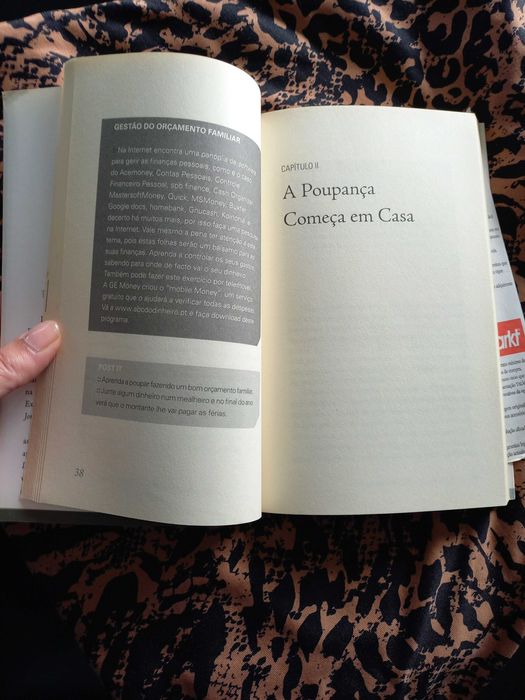 GESTÃO DO ORÇAMENTO FAMILIAR
Na Internet encontra uma panóplia de softwares
para gerir as finanças pessoais, como é o caso
do Acemoney, Contas Pessoais, Controle
Financeiro Pessoal, spb finance, Cash Organizer
MastersoftMoney, Quick, MSMoney, Buxfer,
Google docs, homebank, Gnucash, Konoha e
decerto há muitos mais, por isso faça uma pesquisa
na Internet. Vale mesmo a pena ter atenção a este
tema, pois estas folhas serão um bálsamo para as
suas finanças. Aprenda a controlar os seus gastos,
sabendo para onde de facto vai o seu dinheiro.
Também pode fazer este exercício por telemóvel.
A GE Money criou o "mobile Money", um serviço
gratuito que o ajudará a verificar todas as despesas.
Vá a www.abcdodinheiro.pt e faça download deste
programa.
POST IT
:: Aprenda a poupar fazendo um bom orçamento familiar.
:: Junte algum dinheiro num mealheiro e no final do ano
verá que o montante lhe vai pagar as férias.
38
CAPÍTULO II
A Poupança
Começa em Casa
arkt